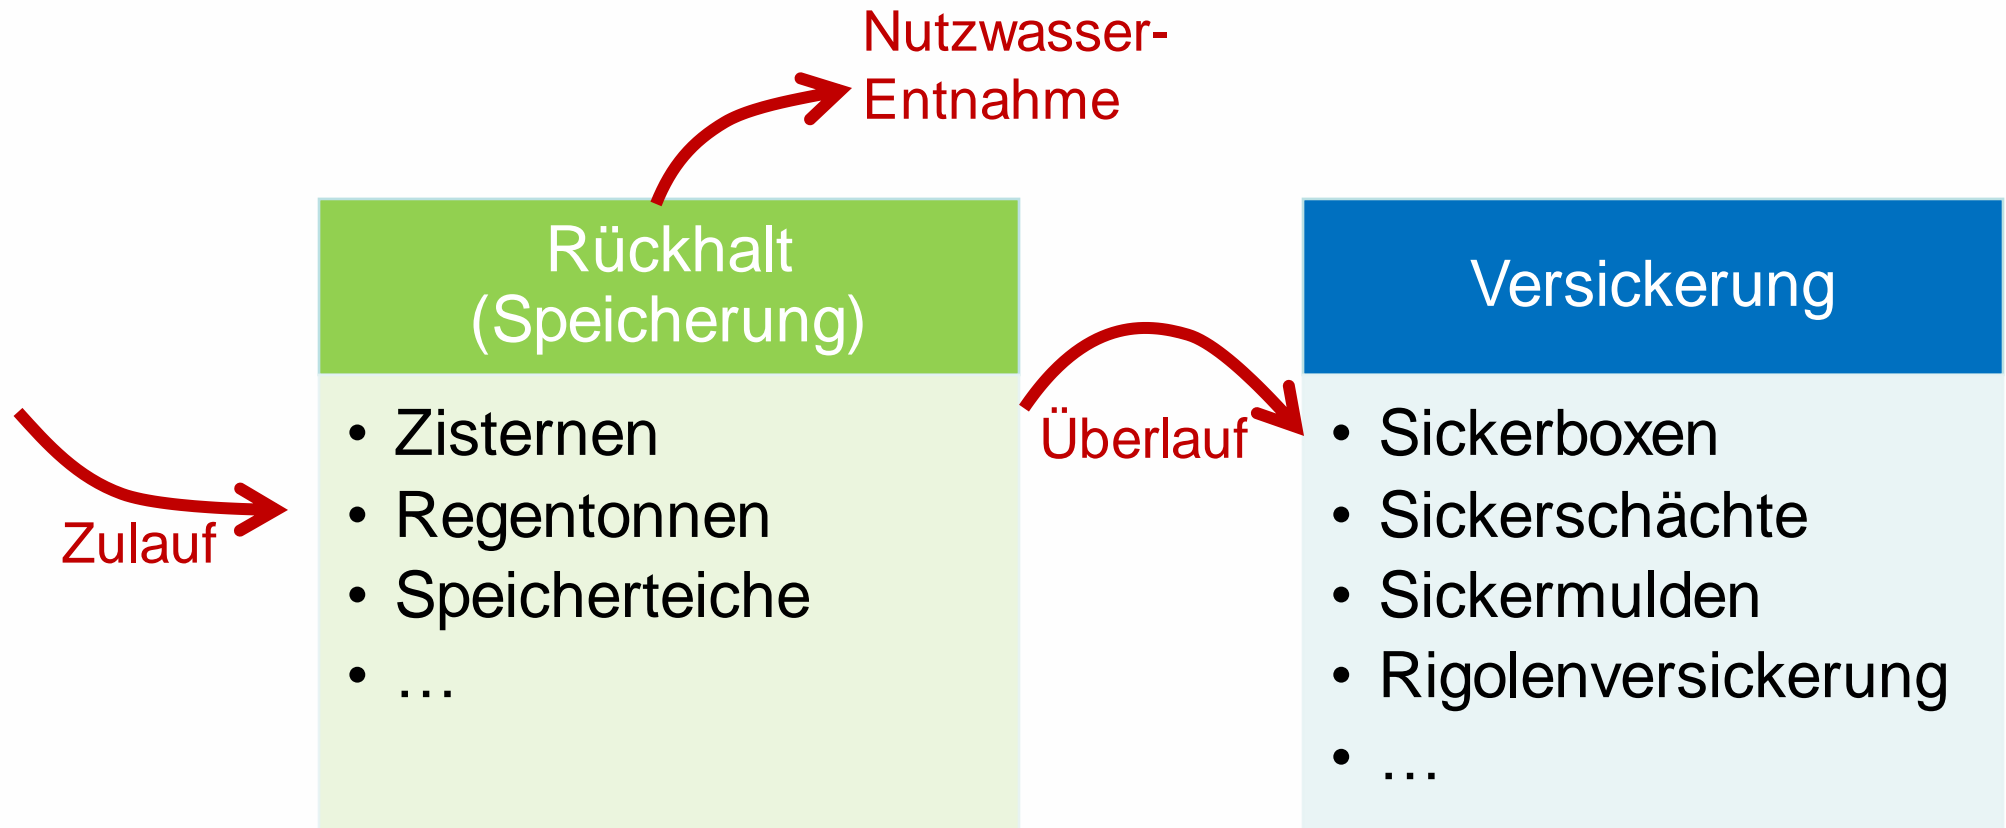 Nutzwasser-
Entnahme
Rückhalt
(Speicherung)
Zulauf
• Zisternen
• Regentonnen
• Speicherteiche
• …
Überlauf
Versickerung
• Sickerboxen
• Sickerschächte
• Sickermulden
• Rigolenversickerung
• …